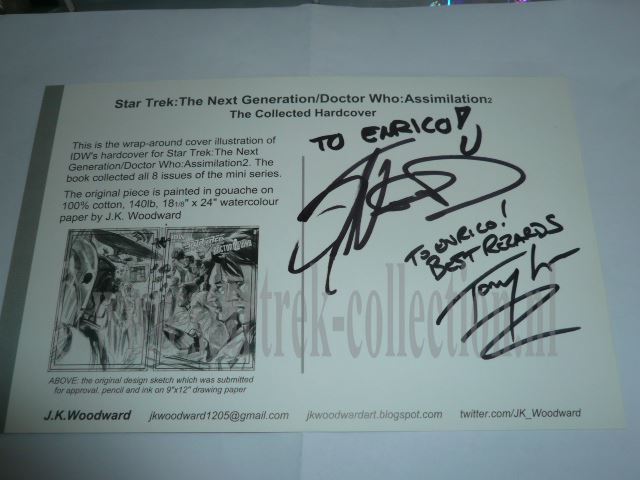 Star Trek:The Next Generation/Doctor Who:Assimilation2
The Collected Hardcover
This is the wrap-around cover illustration of
IDW's hardcover for Star Trek:The Next
Generation/Doctor Who:Assimilation2. The
book collected all 8 issues of the mini series.
The original piece is painted in gouache on
100% cotton, 140lb, 18 1/8" x 24" watercolour
paper by J.K. Woodward
TO ENRICO!
TO ENRICO!
BEST REGARDS
Tony
trek-collection.nl
ABOVE: the original design sketch which was submitted
for approval, pencil and ink on 9"x12" drawing paper
J.K.Woodward jkwoodward1205@gmail.com jkwoodwardart.blogspot.com twitter.com/JK_Woodward